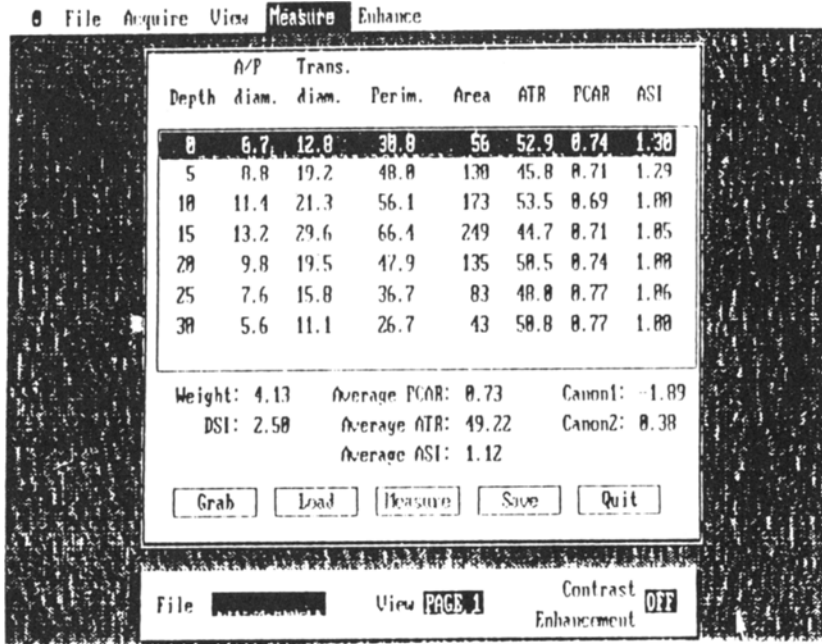 File Acquire View Measure Enhance
A/P Trans.
Depth diam. diam. Perim. Area ATR PCAR ASI
0 6.7 12.8 30.8 56 52.9 0.74 1.30
5 8.8 19.2 48.0 130 45.8 0.71 1.29
10 11.4 21.3 56.1 173 53.5 0.69
15 13.2 29.6 66.4 249 44.7 0.71 1.05
20 9.8 19.5 47.9 135 50.5 0.74
25 7.6 15.8 36.7 83 48.0 0.77 1.06
30 5.6 11.1 26.7 43 50.8 0.77
Weight: 4.13 Average PCAR: 0.73 Canon1: -1.89
DSI: 2.50 Average ATR: 49.22 Canon2: 0.38
Average ASI: 1.12
Grab Load Measure Save Quit
File View PAGE 1 Contrast Enhancement OFF